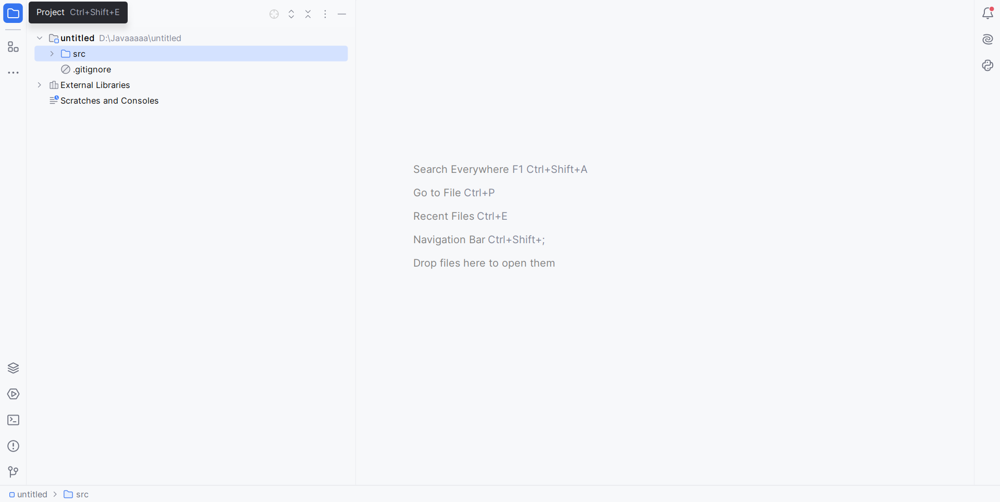 Project Ctrl+Shift+E
untitled D:\Javaaaaa\untitled
src
.gitignore
External Libraries
Scratches and Consoles
Search Everywhere F1 Ctrl+Shift+A
Go to File Ctrl+P
Recent Files Ctrl+E
Navigation Bar Ctrl+Shift+;
Drop files here to open them
untitled > src